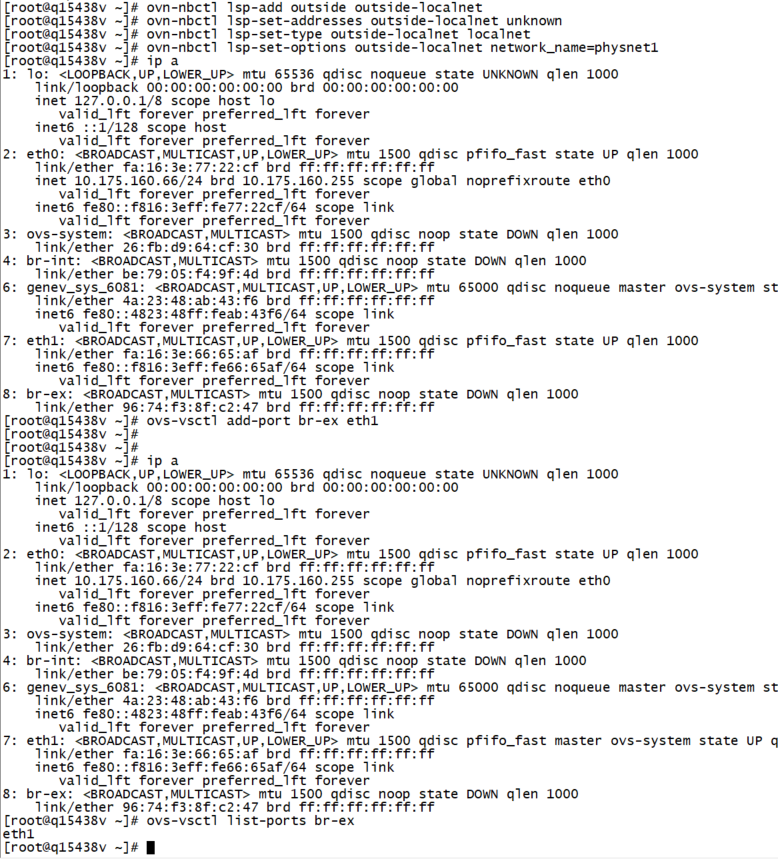 [root@q15438v ~]# ovn-nbctl lsp-add outside outside-localnet
[root@q15438v ~]# ovn-nbctl lsp-set-addresses outside-localnet unknown
[root@q15438v ~]# ovn-nbctl lsp-set-type outside-localnet localnet
[root@q15438v ~]# ovn-nbctl lsp-set-options outside-localnet network_name=physnet1
[root@q15438v ~]# ip a
1: lo: <LOOPBACK,UP,LOWER_UP> mtu 65536 qdisc noqueue state UNKNOWN qlen 1000
    link/loopback 00:00:00:00:00:00 brd 00:00:00:00:00:00
    inet 127.0.0.1/8 scope host lo
       valid_lft forever preferred_lft forever
    inet6 ::1/128 scope host
       valid_lft forever preferred_lft forever
2: eth0: <BROADCAST,MULTICAST,UP,LOWER_UP> mtu 1500 qdisc pfifo_fast state UP qlen 1000
    link/ether fa:16:3e:77:22:cf brd ff:ff:ff:ff:ff:ff
    inet 10.175.160.66/24 brd 10.175.160.255 scope global noprefixroute eth0
       valid_lft forever preferred_lft forever
    inet6 fe80::f816:3eff:fe77:22cf/64 scope link
       valid_lft forever preferred_lft forever
3: ovs-system: <BROADCAST,MULTICAST> mtu 1500 qdisc noop state DOWN qlen 1000
    link/ether 26:fb:d9:64:cf:30 brd ff:ff:ff:ff:ff:ff
4: br-int: <BROADCAST,MULTICAST> mtu 1500 qdisc noop state DOWN qlen 1000
    link/ether be:79:05:f4:9f:4d brd ff:ff:ff:ff:ff:ff
6: genev_sys_6081: <BROADCAST,MULTICAST,UP,LOWER_UP> mtu 65000 qdisc noqueue master ovs-system st
    link/ether 4a:23:48:ab:43:f6 brd ff:ff:ff:ff:ff:ff
    inet6 fe80::4823:48ff:feab:43f6/64 scope link
       valid_lft forever preferred_lft forever
7: eth1: <BROADCAST,MULTICAST,UP,LOWER_UP> mtu 1500 qdisc pfifo_fast state UP qlen 1000
    link/ether fa:16:3e:66:65:af brd ff:ff:ff:ff:ff:ff
    inet6 fe80::f816:3eff:fe66:65af/64 scope link
       valid_lft forever preferred_lft forever
8: br-ex: <BROADCAST,MULTICAST> mtu 1500 qdisc noop state DOWN qlen 1000
    link/ether 96:74:f3:8f:c2:47 brd ff:ff:ff:ff:ff:ff
[root@q15438v ~]# ovs-vsctl add-port br-ex eth1
[root@q15438v ~]#
[root@q15438v ~]#
[root@q15438v ~]# ip a
1: lo: <LOOPBACK,UP,LOWER_UP> mtu 65536 qdisc noqueue state UNKNOWN qlen 1000
    link/loopback 00:00:00:00:00:00 brd 00:00:00:00:00:00
    inet 127.0.0.1/8 scope host lo
       valid_lft forever preferred_lft forever
    inet6 ::1/128 scope host
       valid_lft forever preferred_lft forever
2: eth0: <BROADCAST,MULTICAST,UP,LOWER_UP> mtu 1500 qdisc pfifo_fast state UP qlen 1000
    link/ether fa:16:3e:77:22:cf brd ff:ff:ff:ff:ff:ff
    inet 10.175.160.66/24 brd 10.175.160.255 scope global noprefixroute eth0
       valid_lft forever preferred_lft forever
    inet6 fe80::f816:3eff:fe77:22cf/64 scope link
       valid_lft forever preferred_lft forever
3: ovs-system: <BROADCAST,MULTICAST> mtu 1500 qdisc noop state DOWN qlen 1000
    link/ether 26:fb:d9:64:cf:30 brd ff:ff:ff:ff:ff:ff
4: br-int: <BROADCAST,MULTICAST> mtu 1500 qdisc noop state DOWN qlen 1000
    link/ether be:79:05:f4:9f:4d brd ff:ff:ff:ff:ff:ff
6: genev_sys_6081: <BROADCAST,MULTICAST,UP,LOWER_UP> mtu 65000 qdisc noqueue master ovs-system st
    link/ether 4a:23:48:ab:43:f6 brd ff:ff:ff:ff:ff:ff
    inet6 fe80::4823:48ff:feab:43f6/64 scope link
       valid_lft forever preferred_lft forever
7: eth1: <BROADCAST,MULTICAST,UP,LOWER_UP> mtu 1500 qdisc pfifo_fast master ovs-system state UP q
    link/ether fa:16:3e:66:65:af brd ff:ff:ff:ff:ff:ff
    inet6 fe80::f816:3eff:fe66:65af/64 scope link
       valid_lft forever preferred_lft forever
8: br-ex: <BROADCAST,MULTICAST> mtu 1500 qdisc noop state DOWN qlen 1000
    link/ether 96:74:f3:8f:c2:47 brd ff:ff:ff:ff:ff:ff
[root@q15438v ~]# ovs-vsctl list-ports br-ex
eth1
[root@q15438v ~]#